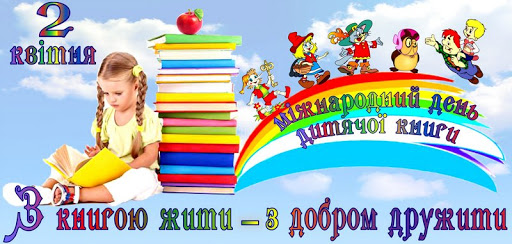 2
квітня
Міжнародний день
дитячої книги
З книгою жити – з добром дружити